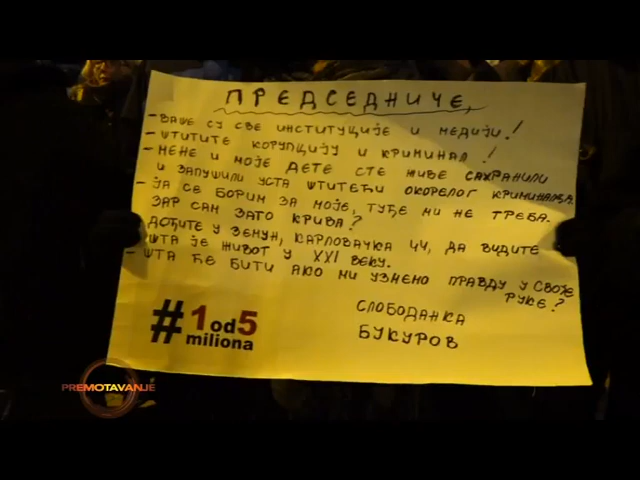 ПРЕДСЕДНИЧЕ,
- ВАШЕ СУ СВЕ ИНСТИТУЦИЈЕ И МЕДИЈИ!
- ШТИТИТЕ КОРУПЦИЈУ И КРИМИНАЛ!
- МЕНЕ И МОЈЕ ДЕТЕ СТЕ ЖИВЕ САХРАНИЛИ
И ЗАПУШИЛИ УСТА ШТИТЕЋИ ОКОРЕЛОГ КРИМИНАЛЦА.
- ЈА СЕ БОРИМ ЗА МОЈЕ, ТУЂЕ МИ НЕ ТРЕБА.
ЗАР САМ ЗАТО КРИВА?
ДОЂИТЕ У ЗЕМУН, КАРЛОВАЧКА 44, ДА ВИДИТЕ
ШТА ЈЕ ЖИВОТ У XXI ВЕКУ.
- ШТА ЋЕ БИТИ АКО МИ УЗМЕМО ПРАВДУ У СВОЈЕ
РУКЕ?
СЛОБОДАНКА
БУКУРОВ
#1od5
miliona
PREMOTAVANJE